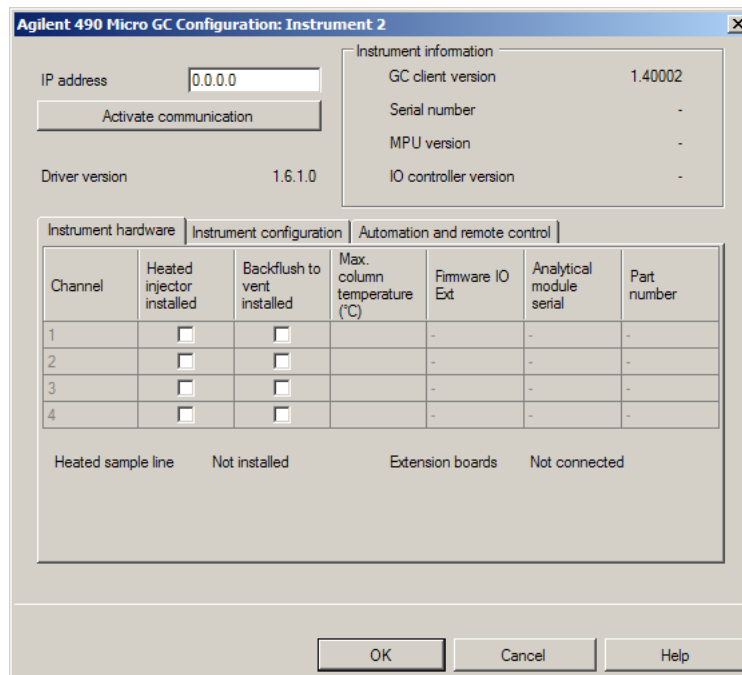 Agilent 490 Micro GC Configuration: Instrument 2
IP address 0.0.0.0
Activate communication
Driver version 1.6.1.0
Instrument information
GC client version 1.40002
Serial number -
MPU version -
IO controller version -
Instrument hardware Instrument configuration Automation and remote control
Channel Heated injector installed Backflush to vent installed Max. column temperature (°C) Firmware IO Ext Analytical module serial Part number
1 - - -
2 - - -
3 - - -
4 - - -
Heated sample line Not installed Extension boards Not connected
OK Cancel Help